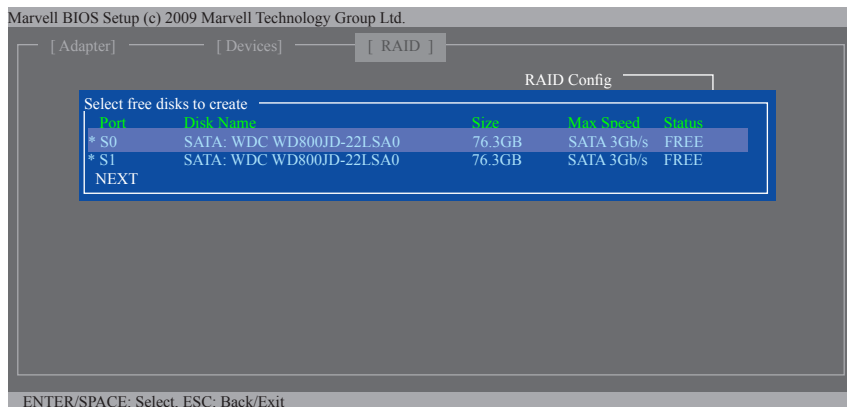 Marvell BIOS Setup (c) 2009 Marvell Technology Group Ltd.
[ Adapter] [ Devices] [ RAID ]
RAID Config
Select free disks to create
Port Disk Name Size Max Speed Status
* S0 SATA: WDC WD800JD-22LSA0 76.3GB SATA 3Gb/s FREE
* S1 SATA: WDC WD800JD-22LSA0 76.3GB SATA 3Gb/s FREE
NEXT
ENTER/SPACE: Select, ESC: Back/Exit